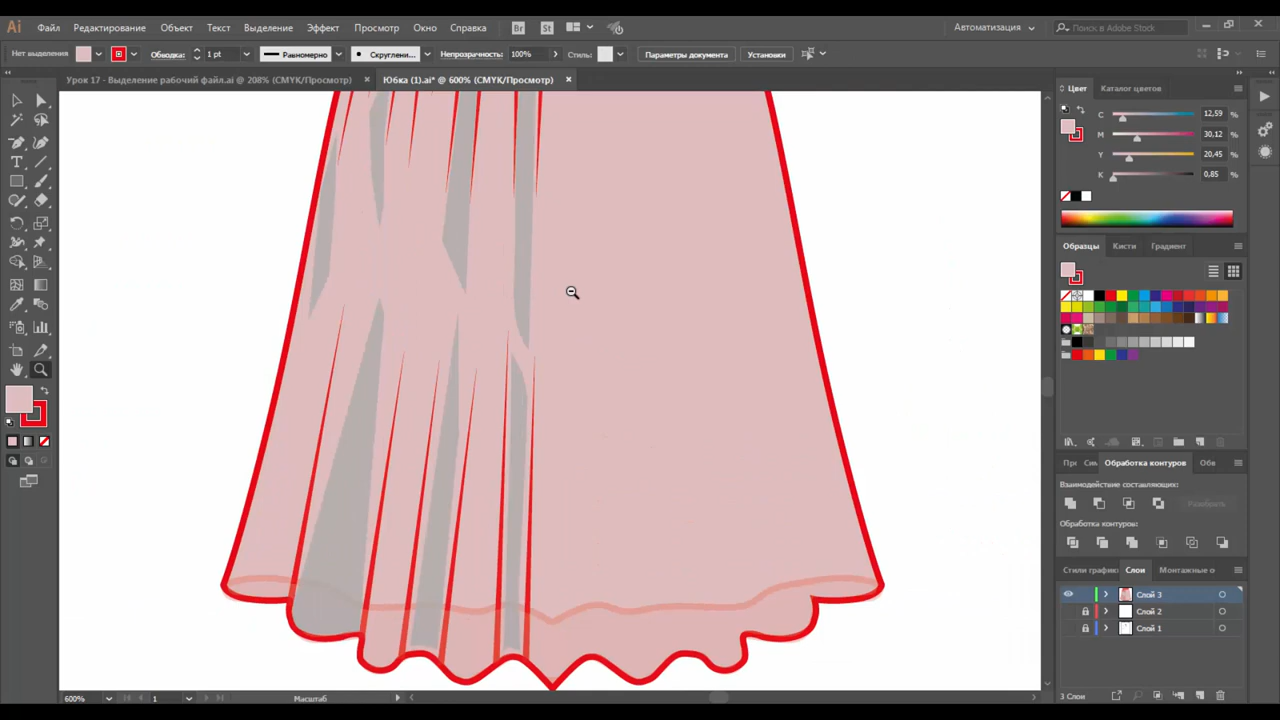 Ai Файл Редактирование Объект Текст Выделение Эффект Просмотр Окно Справка Br St Автоматизация Поиск в Adobe Stock
Нет выделения Обводка: 1 pt Равномерно Скруглени... Непрозрачность: 100% Стиль: Параметры документа Установки
Урок 17 - Выделение рабочий файл.ai @ 208% (CMYK/Просмотр) Юбка (1).ai* @ 600% (CMYK/Просмотр)
Цвет Каталог цветов
C 12,59 %
M 30,12 %
Y 20,45 %
K 0,85 %
Образцы Кисти Градиент
Обработка контуров Обве
Взаимодействие составляющих:
Разобрать
Обработка контуров:
Стили график Слои Монтажные о
Слой 3
Слой 2
Слой 1
600% 1 Масштаб 3 Слои